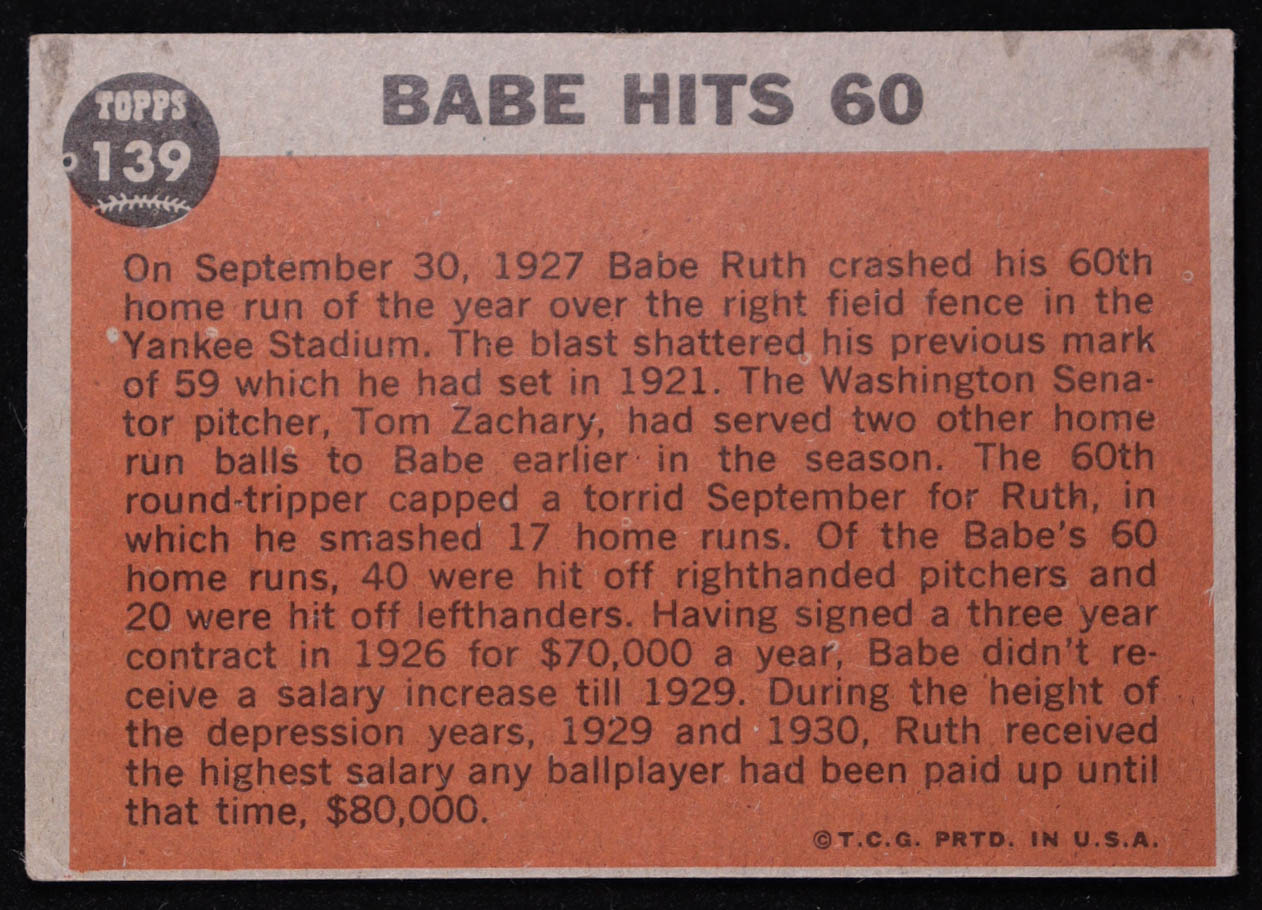 BABE HITS 60
TOPPS
139
On September 30, 1927 Babe Ruth crashed his 60th
home run of the year over the right field fence in the
Yankee Stadium. The blast shattered his previous mark
of 59 which he had set in 1921. The Washington Sena-
tor pitcher, Tom Zachary, had served two other home
run balls to Babe earlier in the season. The 60th
round-tripper capped a torrid September for Ruth, in
which he smashed 17 home runs. Of the Babe's 60
home runs, 40 were hit off righthanded pitchers and
20 were hit off lefthanders. Having signed a three year
contract in 1926 for $70,000 a year, Babe didn't re-
ceive a salary increase till 1929. During the height of
the depression years, 1929 and 1930, Ruth received
the highest salary any ballplayer had been paid up until
that time, $80,000.
©T.C.G. PRTD. IN U.S.A.